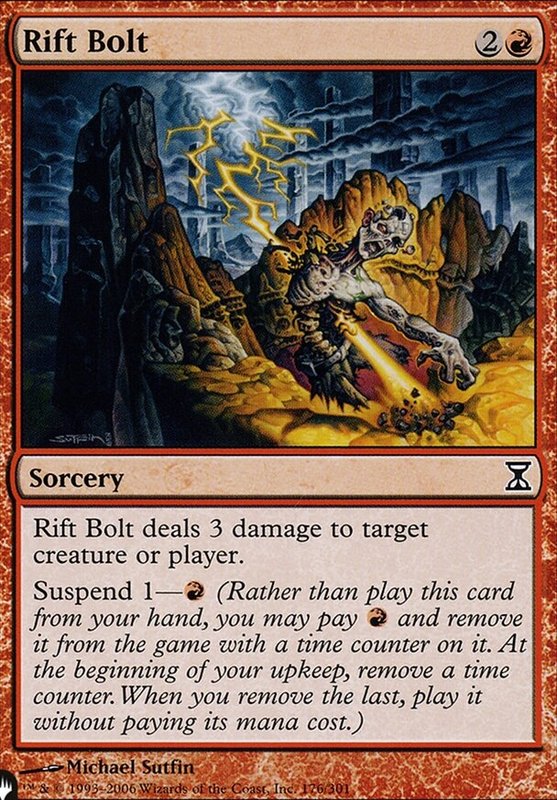 Rift Bolt 2
SUTFIN
Sorcery
Rift Bolt deals 3 damage to target
creature or player.
Suspend 1— (Rather than play this card
from your hand, you may pay and remove
it from the game with a time counter on it. At
the beginning of your upkeep, remove a time
counter. When you remove the last, play it
without paying its mana cost.)
Michael Sutfin
™ & © 1993–2006 Wizards of the Coast, Inc. 176/301